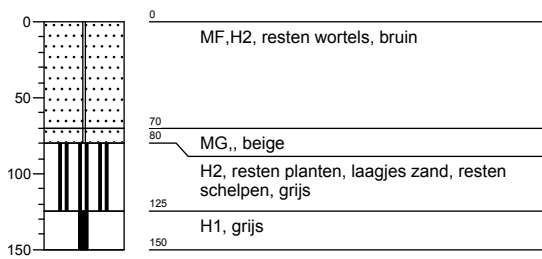 0
50
100
150
0
MF,H2, resten wortels, bruin
70
MG,, beige
80
H2, resten planten, laagjes zand, resten
schelpen, grijs
125
H1, grijs
150